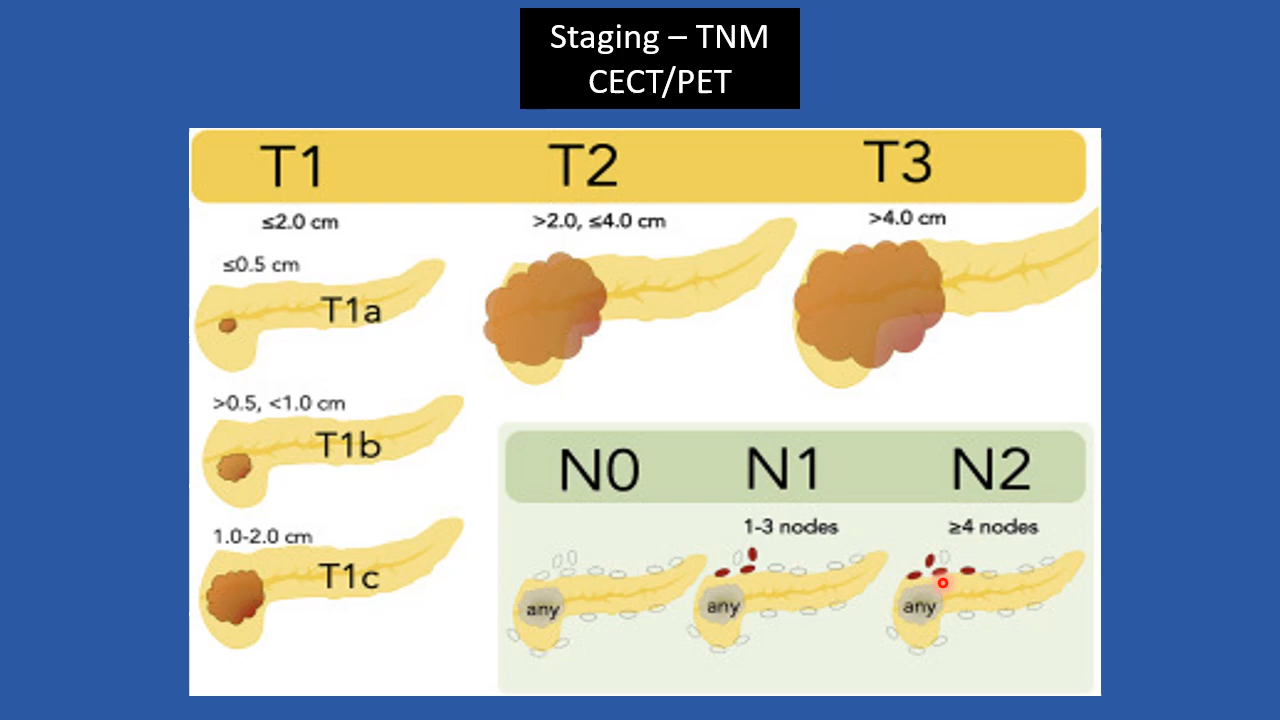 Staging – TNM
CECT/PET
T1
T2
T3
≤2.0 cm
>2.0, ≤4.0 cm
>4.0 cm
≤0.5 cm
T1a
>0.5, <1.0 cm
T1b
1.0-2.0 cm
T1c
N0
N1
N2
1-3 nodes
≥4 nodes
any
any
any